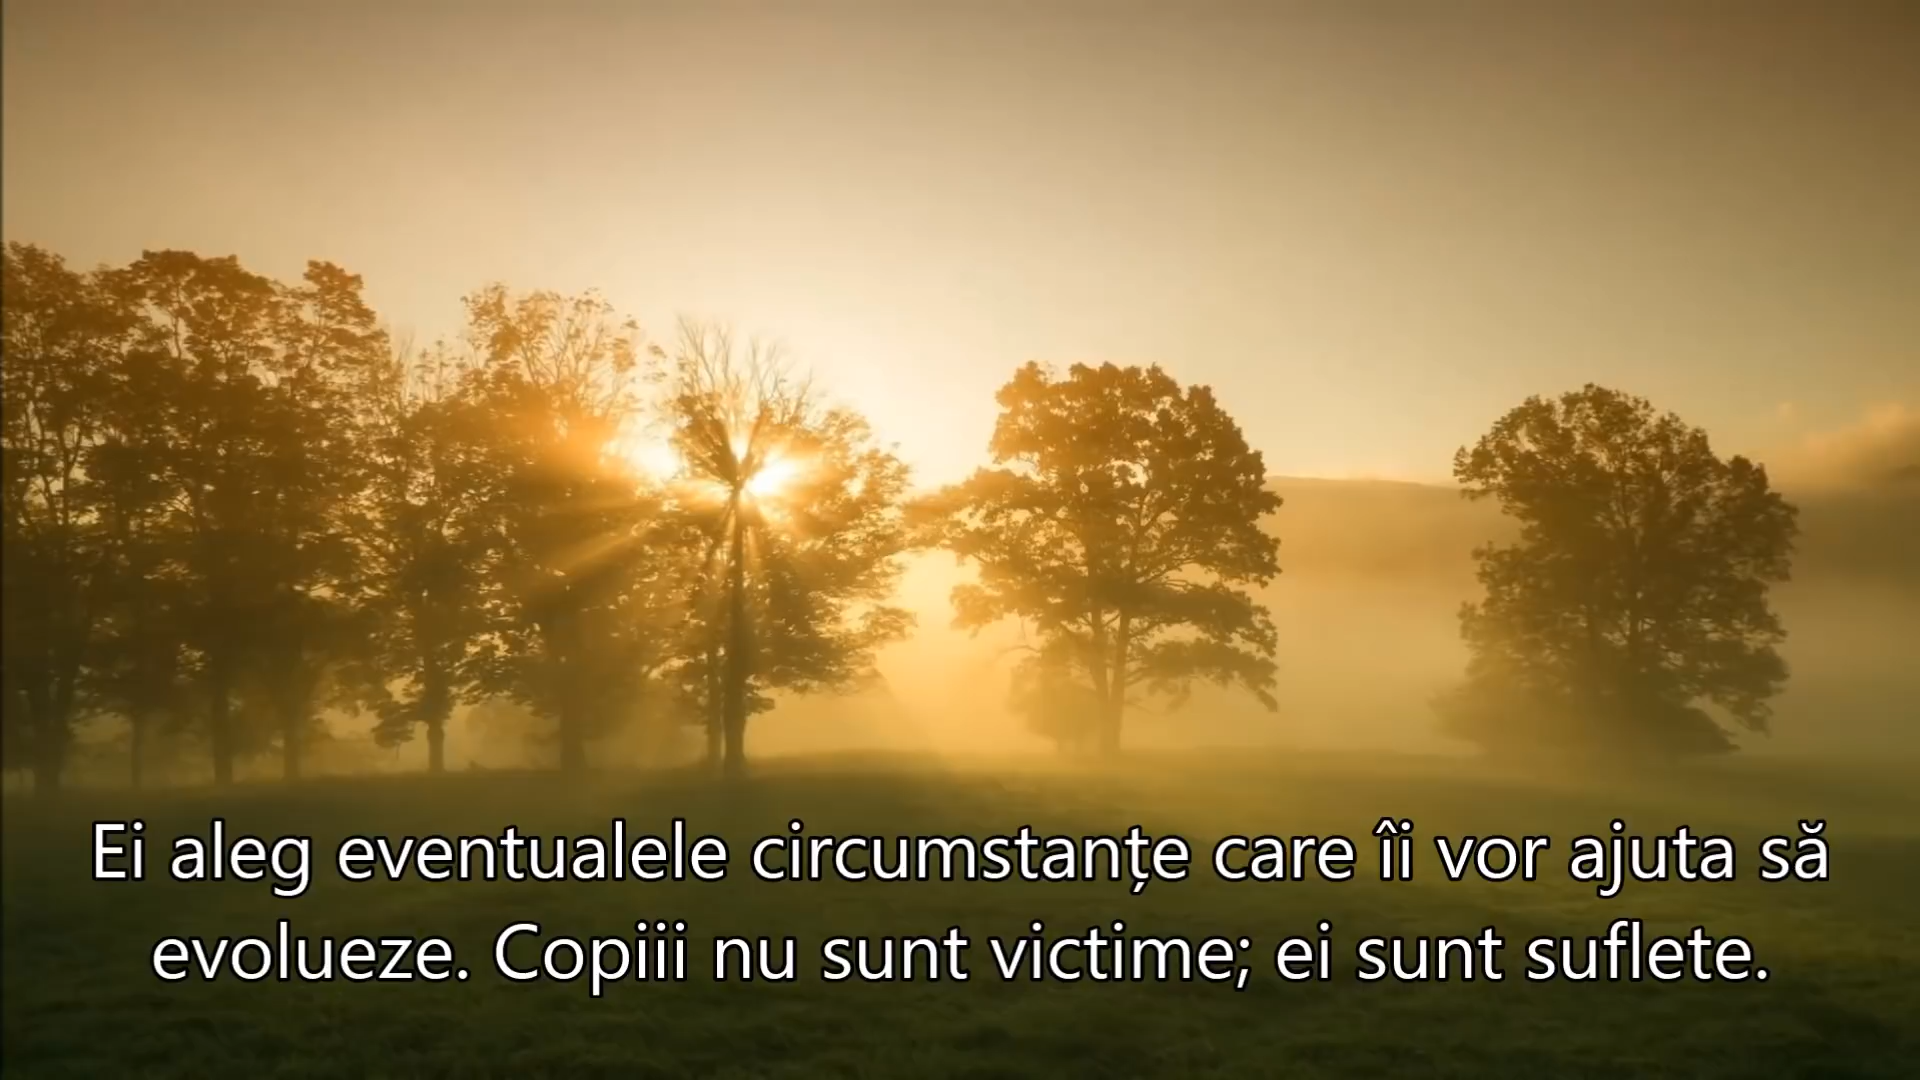 Ei aleg eventualele circumstanțe care îi vor ajuta să
evolueze. Copiii nu sunt victime; ei sunt suflete.